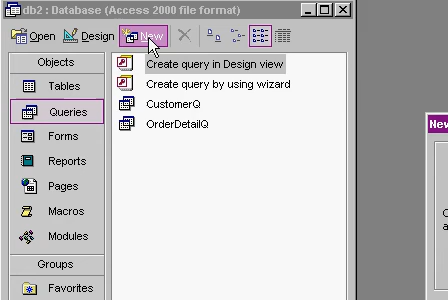 db2 : Database (Access 2000 file format)
Open Design New
Objects
Tables
Queries
Forms
Reports
Pages
Macros
Modules
Groups
Favorites
Create query in Design view
Create query by using wizard
CustomerQ
OrderDetailQ